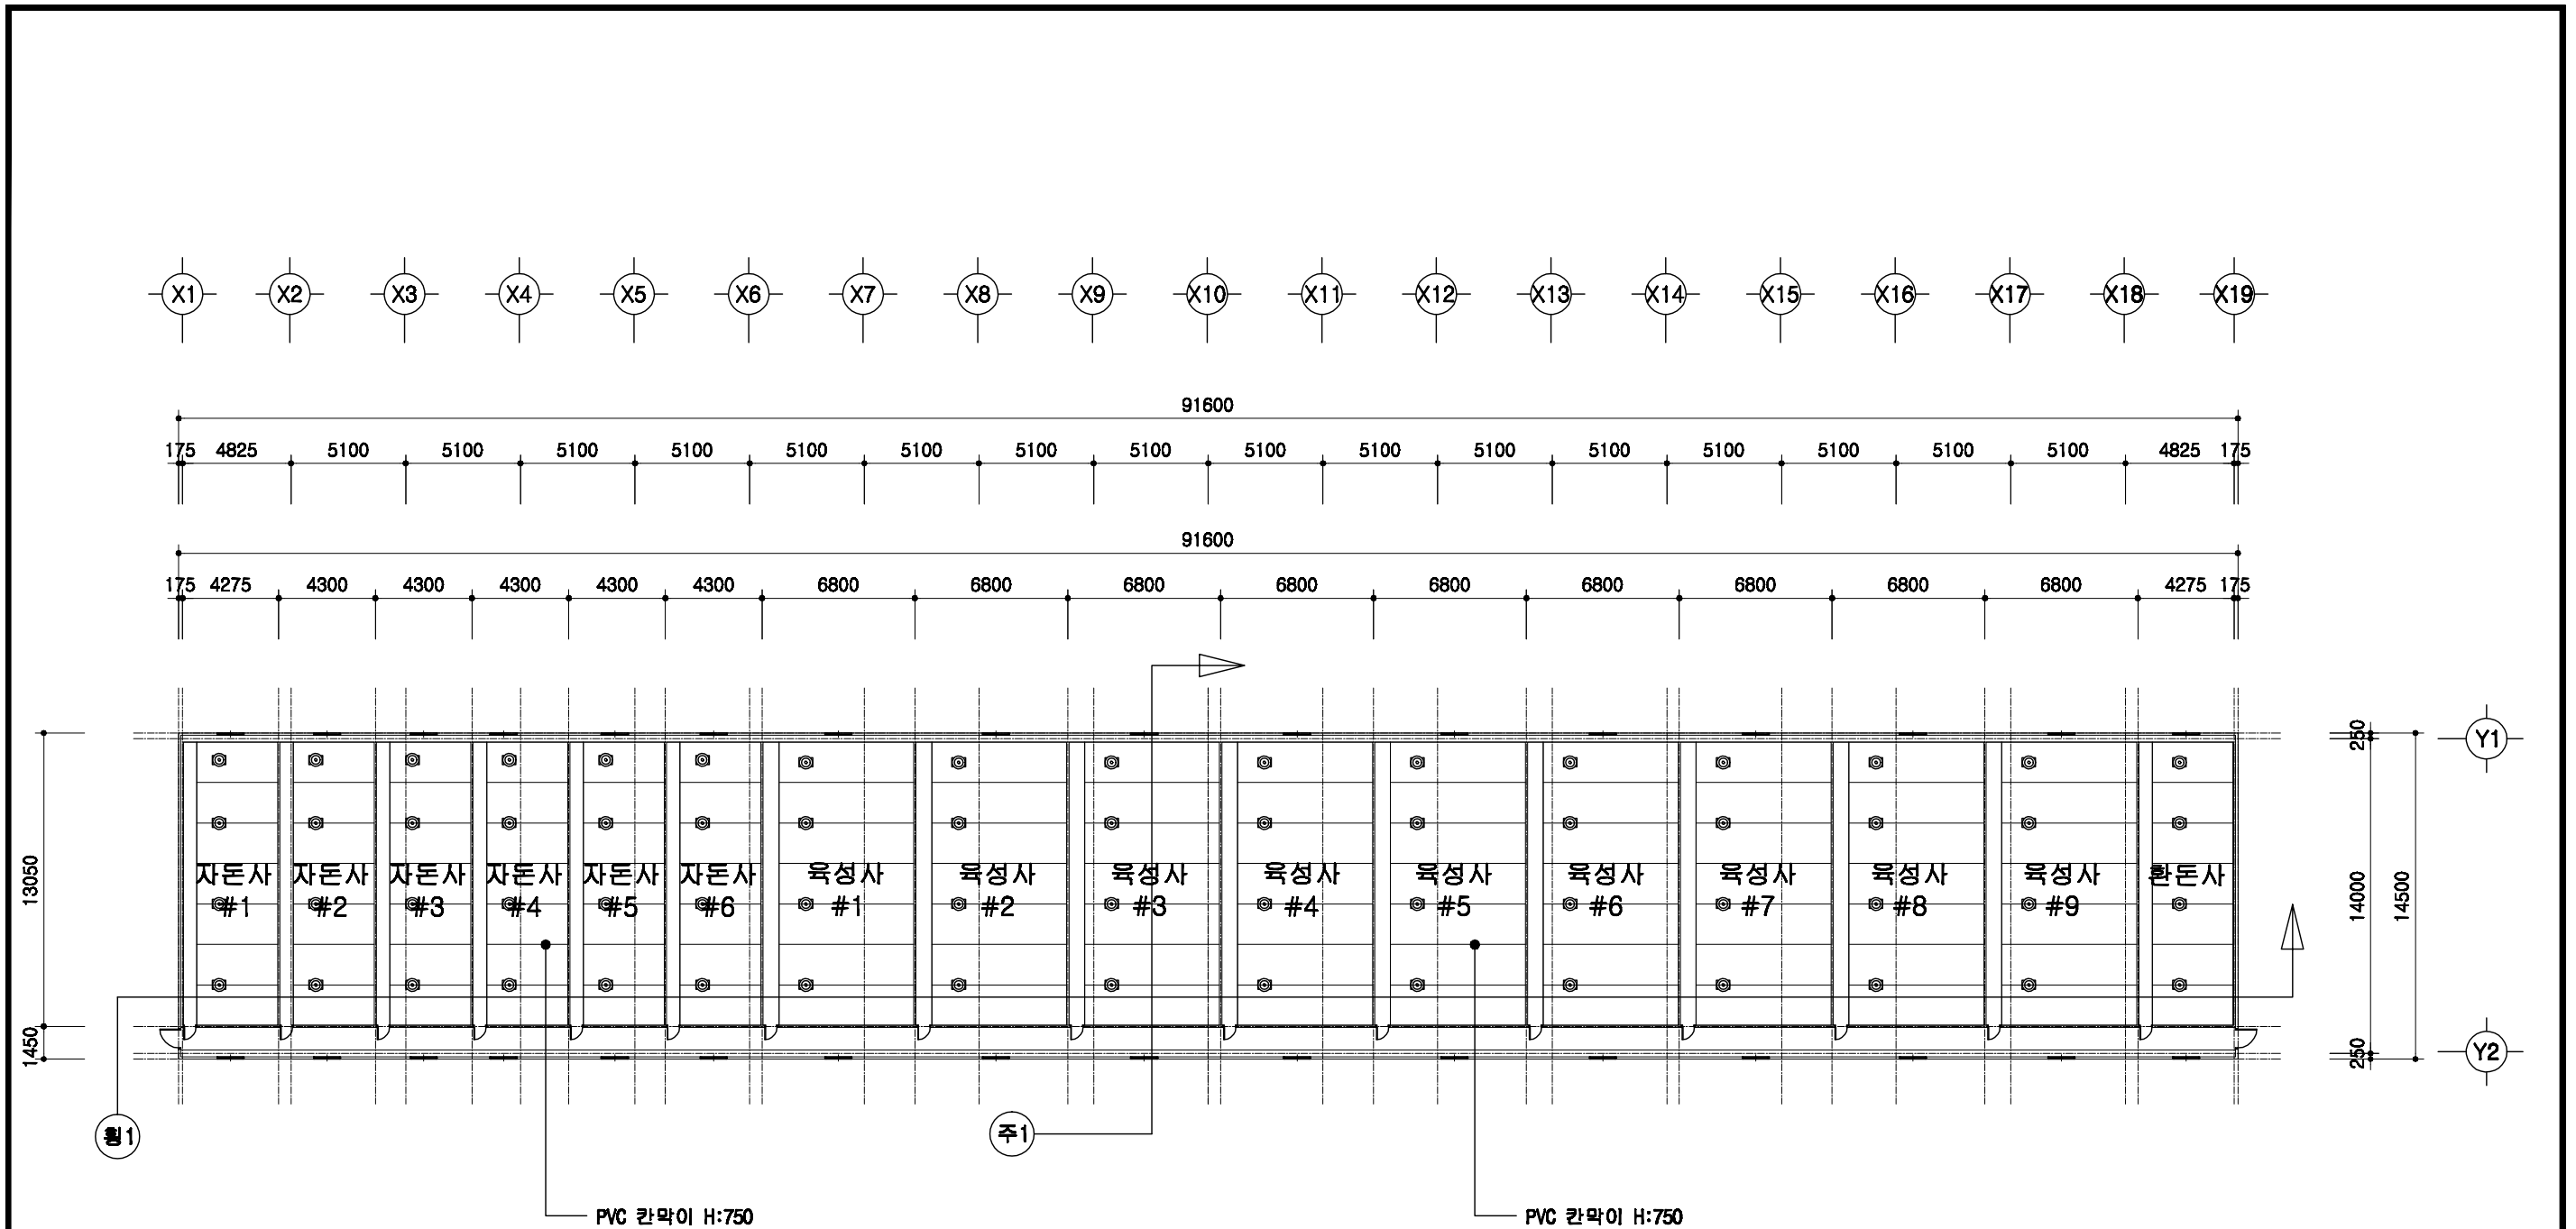 X1 X2 X3 X4 X5 X6 X7 X8 X9 X10 X11 X12 X13 X14 X15 X16 X17 X18 X19
91600
175 4825 5100 5100 5100 5100 5100 5100 5100 5100 5100 5100 5100 5100 5100 5100 5100 5100 4825 175
91600
175 4275 4300 4300 4300 4300 4300 6800 6800 6800 6800 6800 6800 6800 6800 6800 4275 175
250
Y1
자돈사 자돈사 자돈사 자돈사 자돈사 자돈사 육성사 육성사 육성사 육성사 육성사 육성사 육성사 육성사 육성사 환돈사
#1 #2 #3 #4 #5 #6 #1 #2 #3 #4 #5 #6 #7 #8 #9
13050
14000
14500
1450
250
Y2
횡1
주1
PVC 칸막이 H:750
PVC 칸막이 H:750